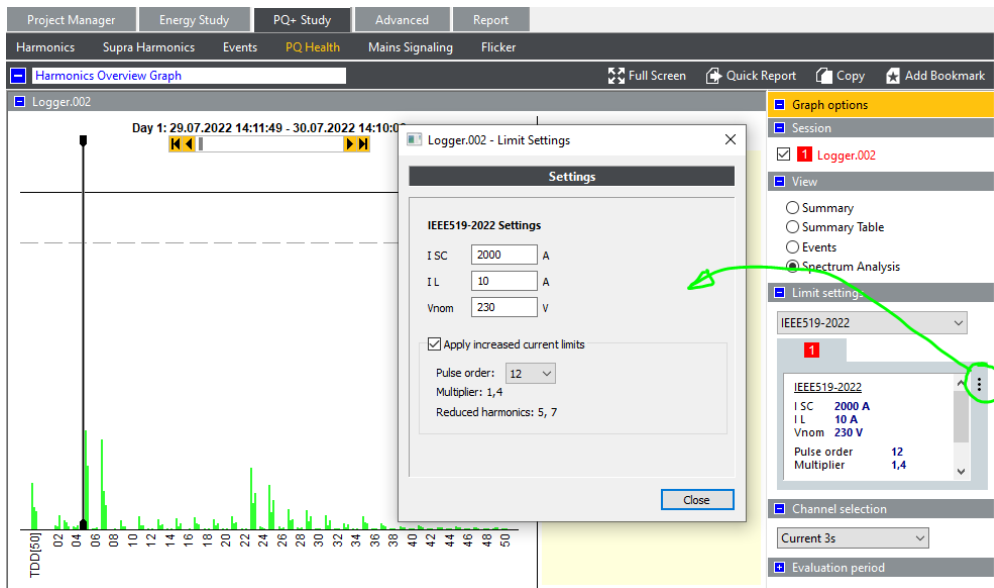 Project Manager Energy Study PQ+ Study Advanced Report
Harmonics Supra Harmonics Events PQ Health Mains Signaling Flicker
Harmonics Overview Graph Full Screen Quick Report Copy Add Bookmark
Logger.002
Day 1: 29.07.2022 14:11:49 - 30.07.2022 14:10:0
TDD[50] 02 04 06 08 10 12 14 16 18 20 22 24 26 28 30 32 34 36 38 40 42 44 46 48 50
Logger.002 - Limit Settings
Settings
IEEE519-2022 Settings
I SC 2000 A
I L 10 A
Vnom 230 V
Apply increased current limits
Pulse order: 12
Multiplier: 1,4
Reduced harmonics: 5, 7
Close
Graph options
Session
1 Logger.002
View
Summary
Summary Table
Events
Spectrum Analysis
Limit settings
IEEE519-2022
1
IEEE519-2022
I SC 2000 A
I L 10 A
Vnom 230 V
Pulse order 12
Multiplier 1,4
Channel selection
Current 3s
Evaluation period